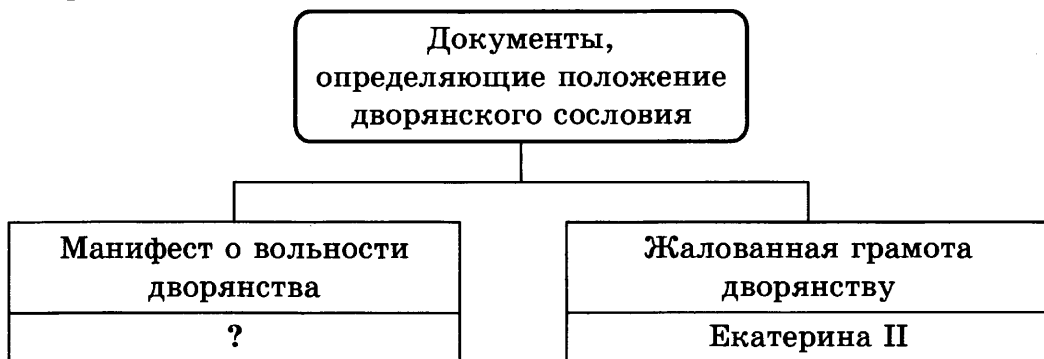 Документы,
определяющие положение
дворянского сословия
Манифест о вольности
дворянства
?
Жалованная грамота
дворянству
Екатерина II